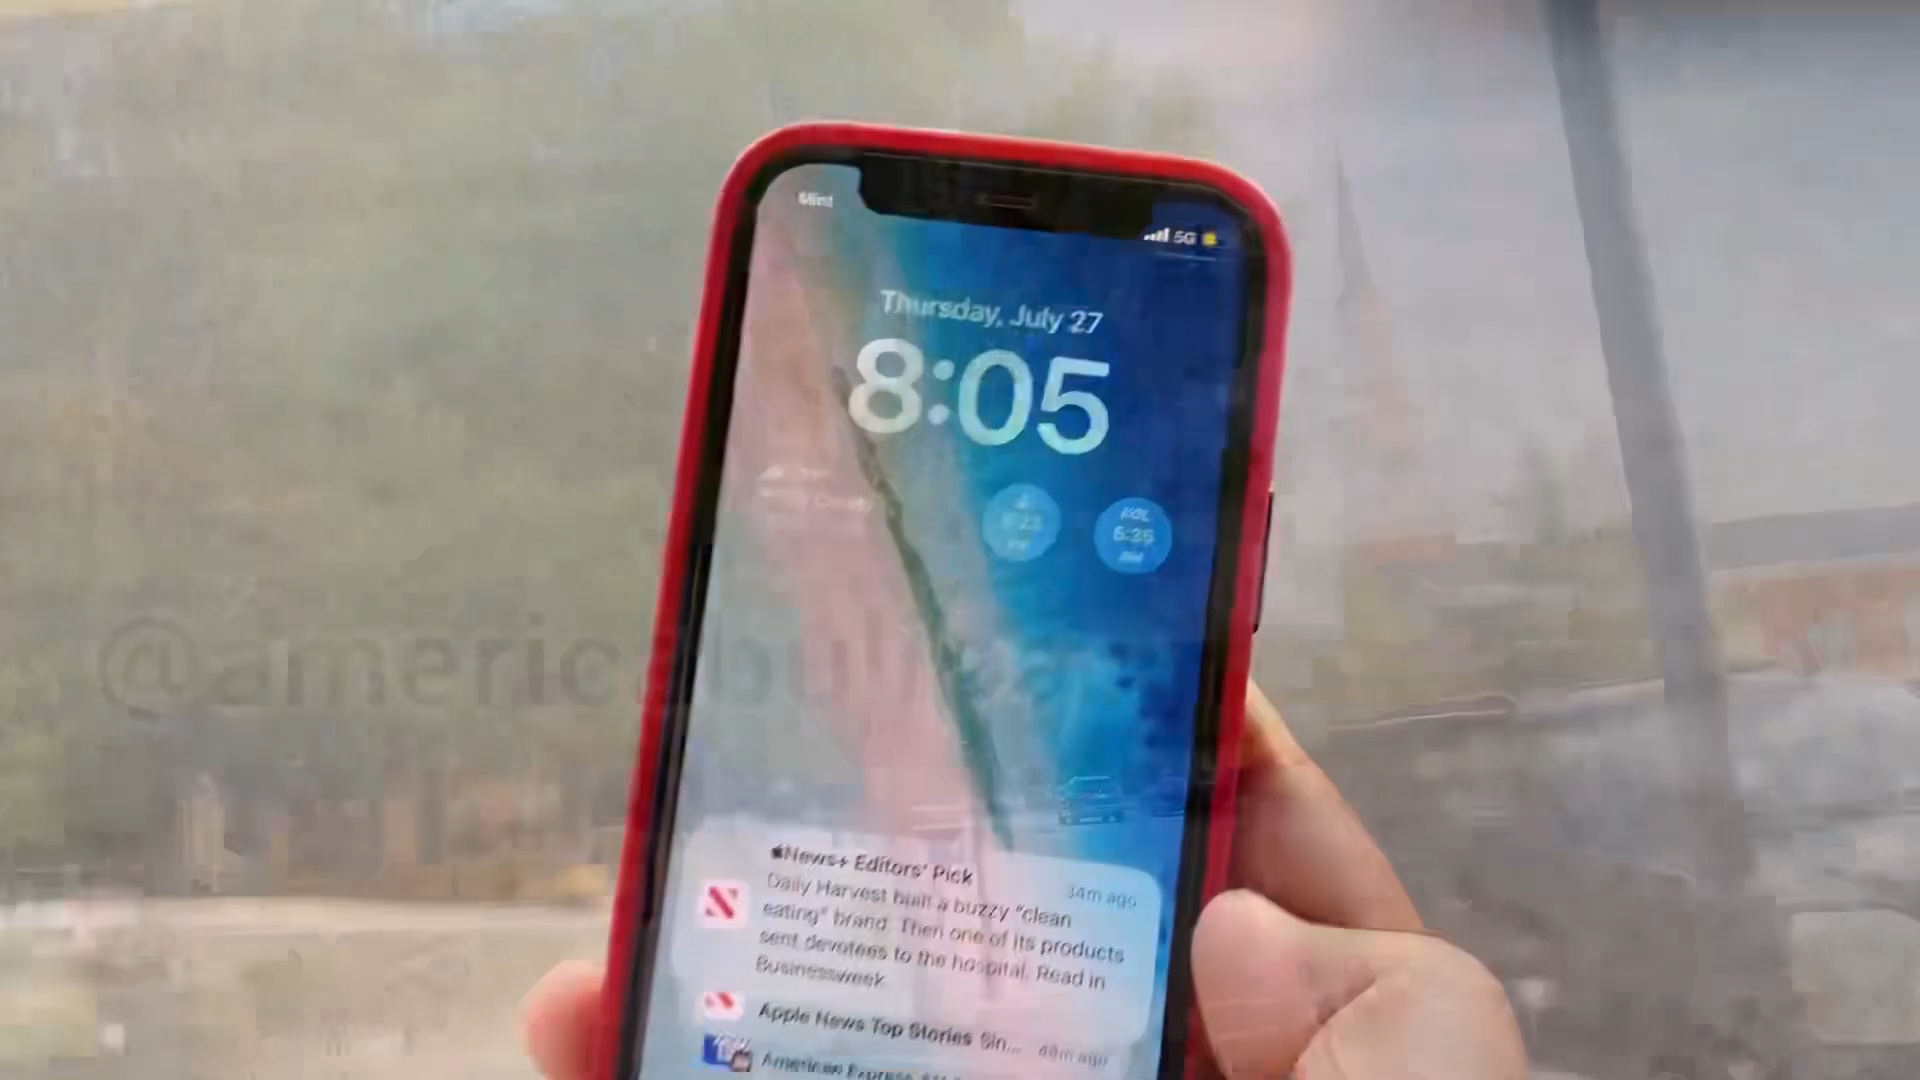 Mint
5G
Thursday, July 27
8:05
News+ Editors' Pick
34m ago
Daily Harvest built a buzzy "clean
eating" brand. Then one of its products
sent devotees to the hospital. Read in
Businessweek
Apple News Top Stories Sin...
48m ago
American Express